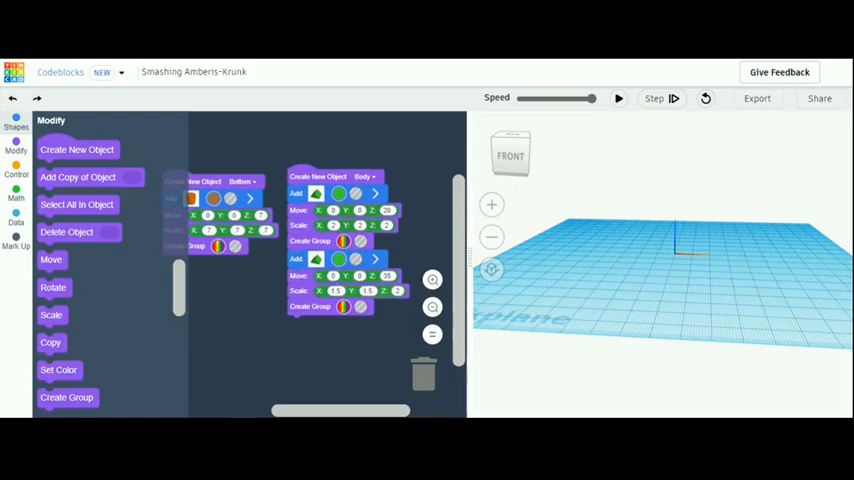 TIN
KER
CAD
Codeblocks NEW
Smashing Amberis-Krunk
Give Feedback
Speed
Step
Export
Share
Shapes
Modify
Control
Math
Data
Mark Up
Modify
Create New Object
Add Copy of Object
Select All In Object
Delete Object
Move
Rotate
Scale
Copy
Set Color
Create Group
New Object Bottom
X: 0 Y: 0 Z: 7
X: 7 Y: 7 Z: 7
Group
Create New Object Body
Add
Move: X: 0 Y: 0 Z: 20
Scale: X: 2 Y: 2 Z: 2
Create Group
Add
Move: X: 0 Y: 0 Z: 35
Scale: X: 1.5 Y: 1.5 Z: 2
Create Group
FRONT